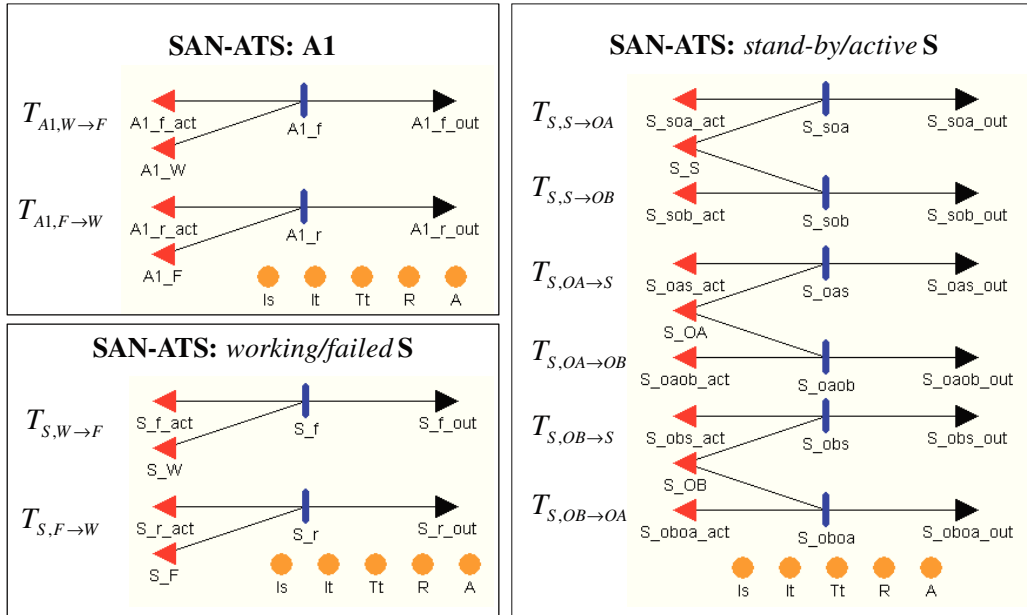 SAN-ATS: A1
T_{A1,W→F}
A1_f_act
A1_f
A1_f_out
A1_W
T_{A1,F→W}
A1_r_act
A1_r
A1_r_out
A1_F
Is It Tt R A
SAN-ATS: working/failed S
T_{S,W→F}
S_f_act
S_f
S_f_out
S_W
T_{S,F→W}
S_r_act
S_r
S_r_out
S_F
Is It Tt R A
SAN-ATS: stand-by/active S
T_{S,S→OA}
S_soa_act
S_soa
S_soa_out
S_S
T_{S,S→OB}
S_sob_act
S_sob
S_sob_out
T_{S,OA→S}
S_oas_act
S_oas
S_oas_out
S_OA
T_{S,OA→OB}
S_oaob_act
S_oaob
S_oaob_out
T_{S,OB→S}
S_obs_act
S_obs
S_obs_out
S_OB
T_{S,OB→OA}
S_oboa_act
S_oboa
S_oboa_out
Is It Tt R A